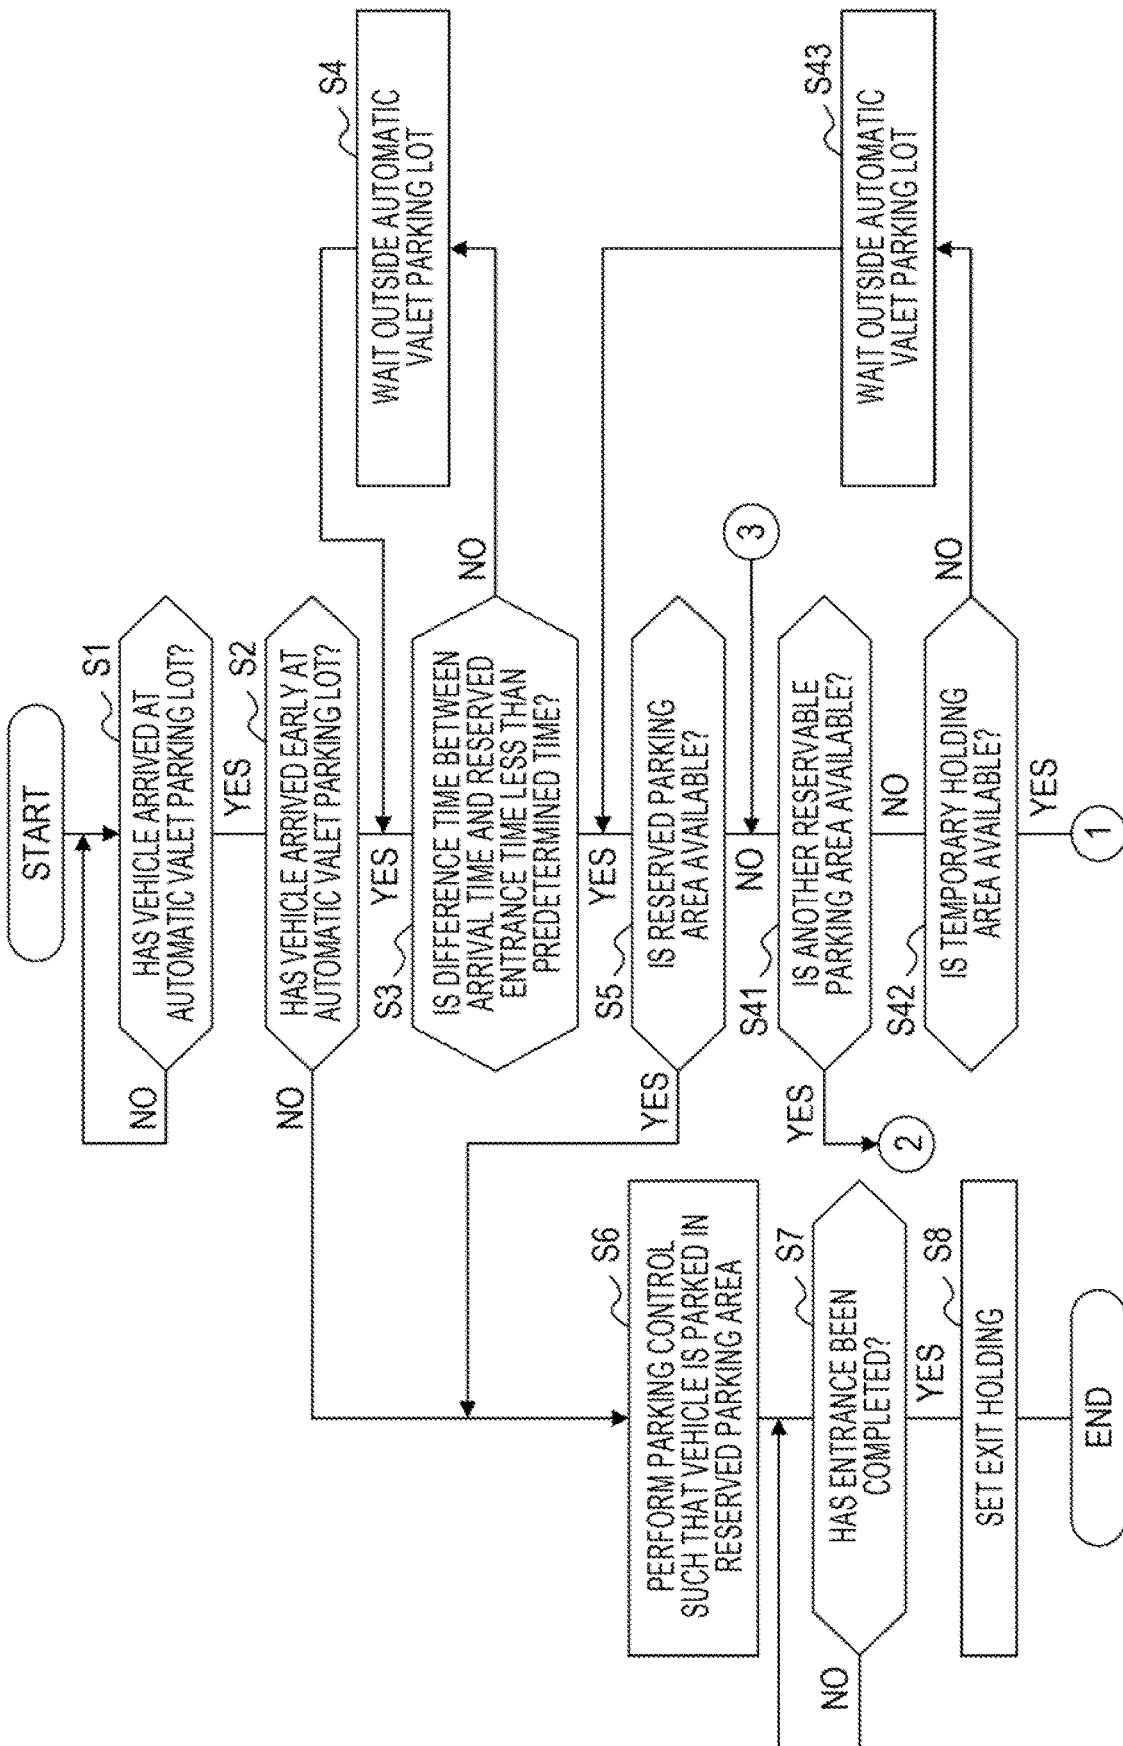 START
S1
HAS VEHICLE ARRIVED AT
AUTOMATIC VALET PARKING LOT?
NO
YES
S2
HAS VEHICLE ARRIVED EARLY AT
AUTOMATIC VALET PARKING LOT?
NO
YES
S3
IS DIFFERENCE TIME BETWEEN
ARRIVAL TIME AND RESERVED
ENTRANCE TIME LESS THAN
PREDETERMINED TIME?
NO
YES
S4
WAIT OUTSIDE AUTOMATIC
VALET PARKING LOT
S5
IS RESERVED PARKING
AREA AVAILABLE?
YES
NO
3
S41
IS ANOTHER RESERVABLE
PARKING AREA AVAILABLE?
YES
2
NO
S42
IS TEMPORARY HOLDING
AREA AVAILABLE?
NO
YES
1
S43
WAIT OUTSIDE AUTOMATIC
VALET PARKING LOT
S6
PERFORM PARKING CONTROL
SUCH THAT VEHICLE IS PARKED IN
RESERVED PARKING AREA
S7
HAS ENTRANCE BEEN
COMPLETED?
NO
YES
S8
SET EXIT HOLDING
END